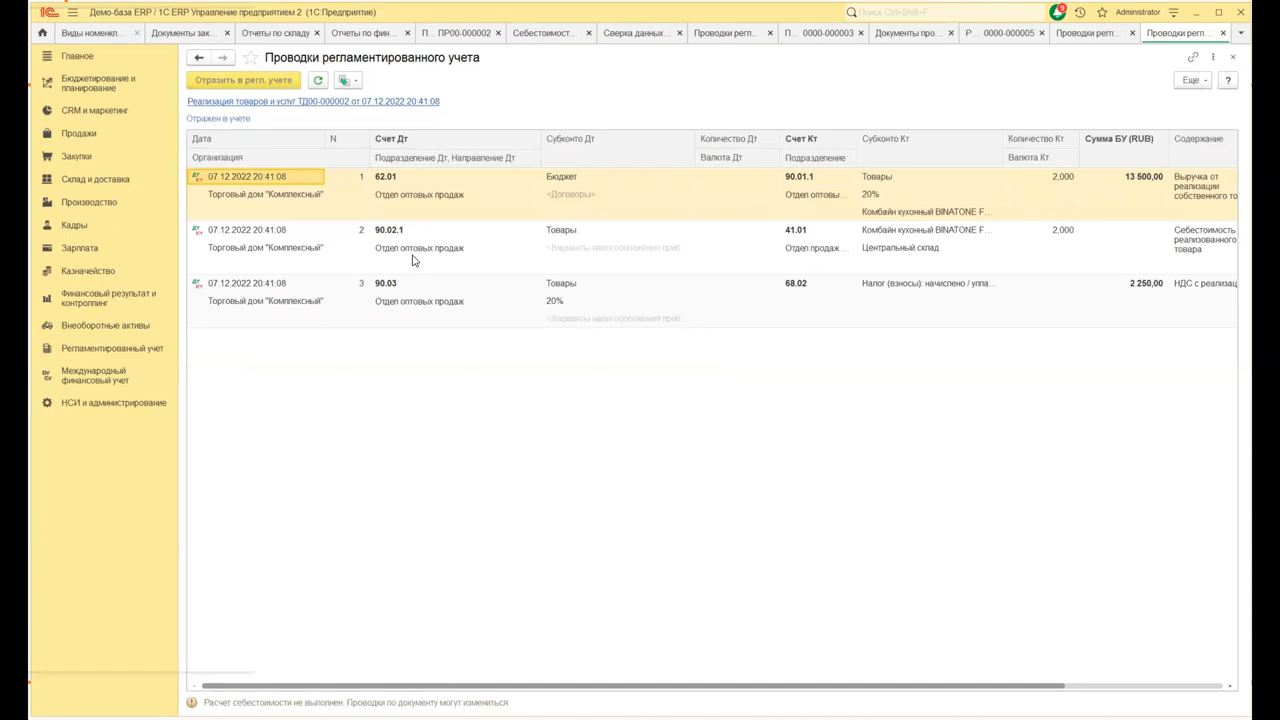 Демо-база ERP / 1С:ERP Управление предприятием 2 (1С:Предприятие)
Поиск Ctrl+Shift+F
Administrator
Виды номенкл...
Документы зак...
Отчеты по складу
Отчеты по фин...
П... ПР00-000002
Себестоимост...
Сверка данных...
Проводки регл...
П... 0000-000003
Документы про...
Р... 0000-000005
Проводки регл...
Проводки регл...
Главное
Бюджетирование и
планирование
CRM и маркетинг
Продажи
Закупки
Склад и доставка
Производство
Кадры
Зарплата
Казначейство
Финансовый результат и
контроллинг
Внеоборотные активы
Регламентированный учет
Международный
финансовый учет
НСИ и администрирование
Проводки регламентированного учета
Отразить в регл. учете
Еще
?
Реализация товаров и услуг ТД00-000002 от 07.12.2022 20:41:08
Отражен в учете
Дата N Счет Дт Субконто Дт Количество Дт Счет Кт Субконто Кт Количество Кт Сумма БУ (RUB) Содержание
Организация Подразделение Дт, Направление Дт Валюта Дт Подразделение Валюта Кт
07.12.2022 20:41:08 1 62.01 Бюджет 90.01.1 Товары 2,000 13 500,00 Выручка от
Торговый дом "Комплексный" Отдел оптовых продаж <Договоры> Отдел оптовы... 20% реализации
собственного то
Комбайн кухонный BINATONE F...
07.12.2022 20:41:08 2 90.02.1 Товары 41.01 Комбайн кухонный BINATONE F... 2,000 Себестоимость
реализованного
Торговый дом "Комплексный" Отдел оптовых продаж <Варианты налогообложения приб... Отдел продаж ... Центральный склад товара
07.12.2022 20:41:08 3 90.03 Товары 68.02 Налог (взносы): начислено / упла... 2 250,00 НДС с реализац
Торговый дом "Комплексный" Отдел оптовых продаж 20%
<Варианты налогообложения приб...
Расчет себестоимости не выполнен. Проводки по документу могут измениться